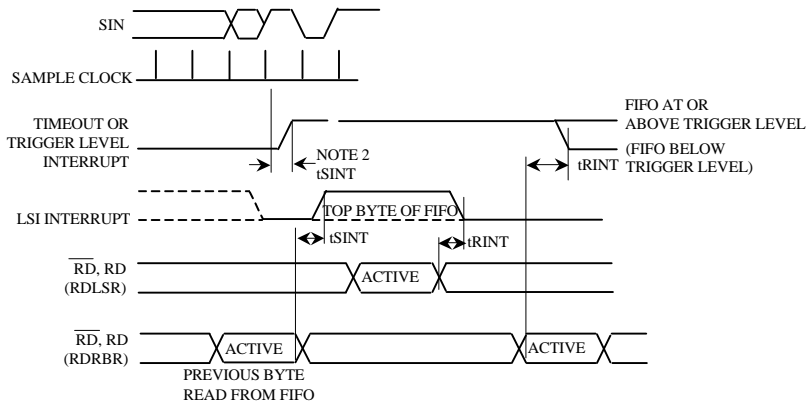 SIN
SAMPLE CLOCK
TIMEOUT OR
TRIGGER LEVEL
INTERRUPT
NOTE 2
tSINT
FIFO AT OR
ABOVE TRIGGER LEVEL
(FIFO BELOW
TRIGGER LEVEL)
tRINT
LSI INTERRUPT
TOP BYTE OF FIFO
tSINT
tRINT
RD, RD
(RDLSR)
ACTIVE
RD, RD
(RDRBR)
ACTIVE
ACTIVE
PREVIOUS BYTE
READ FROM FIFO